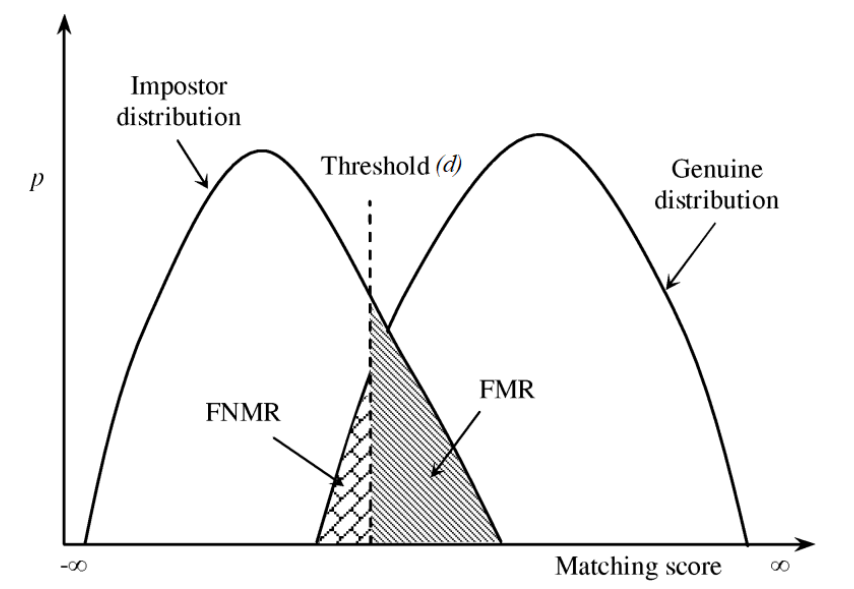 Impostor
distribution
Threshold (d)
Genuine
distribution
p
FNMR
FMR
-∞
Matching score
∞